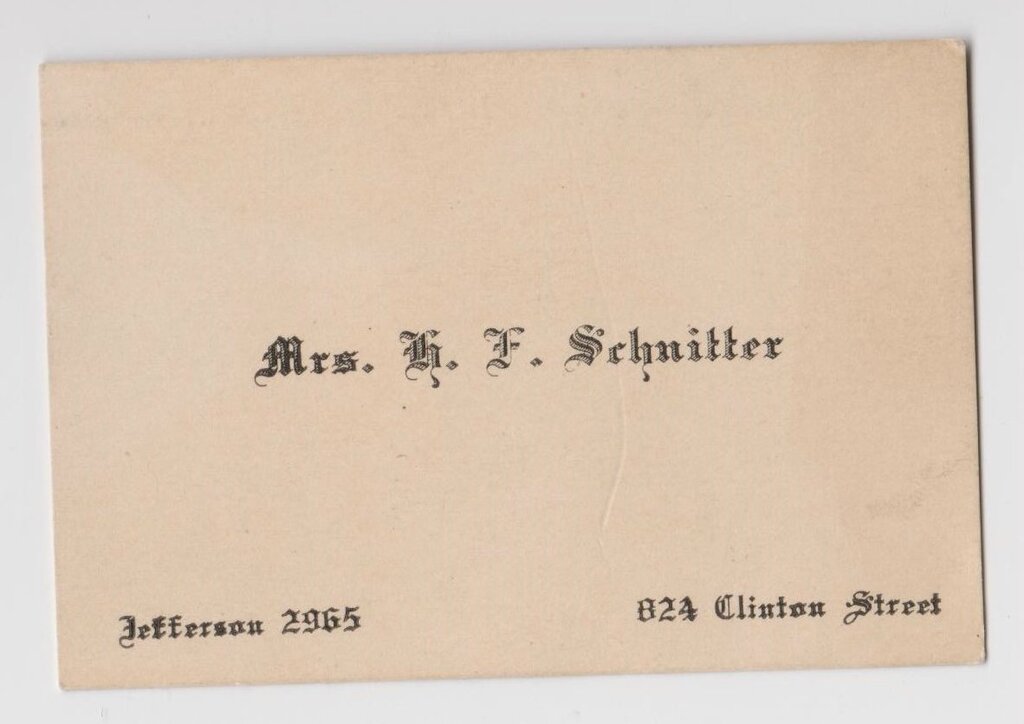 Mrs. H. F. Schnitter
Jefferson 2965
824 Clinton Street